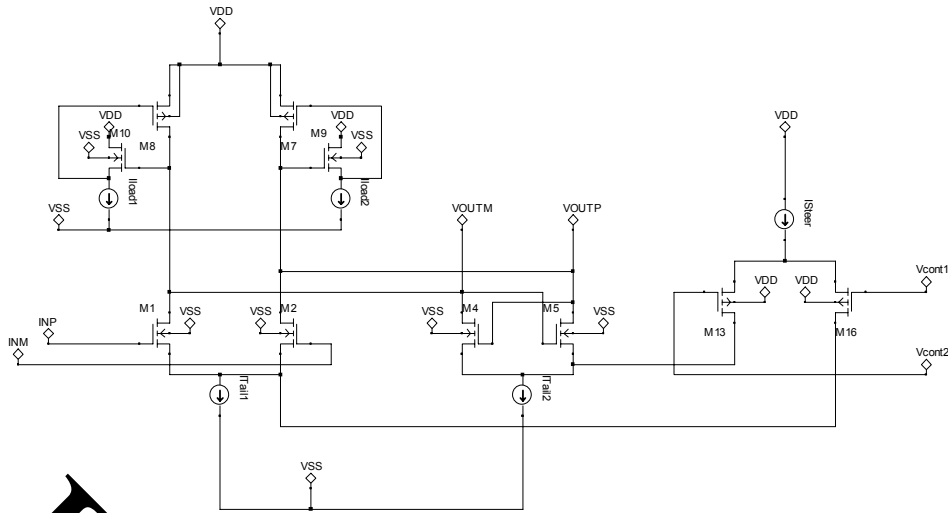 VDD
VDD
M10
VSS
M8
VDD
M9
VSS
M7
VDD
Iload1
Iload2
VSS
VOUTM
VOUTP
ISteer
Vcont1
VDD
VDD
M1
VSS
VSS
M2
VSS
M4
M5
VSS
M13
M16
INP
INM
Vcont2
ITail1
ITail2
VSS